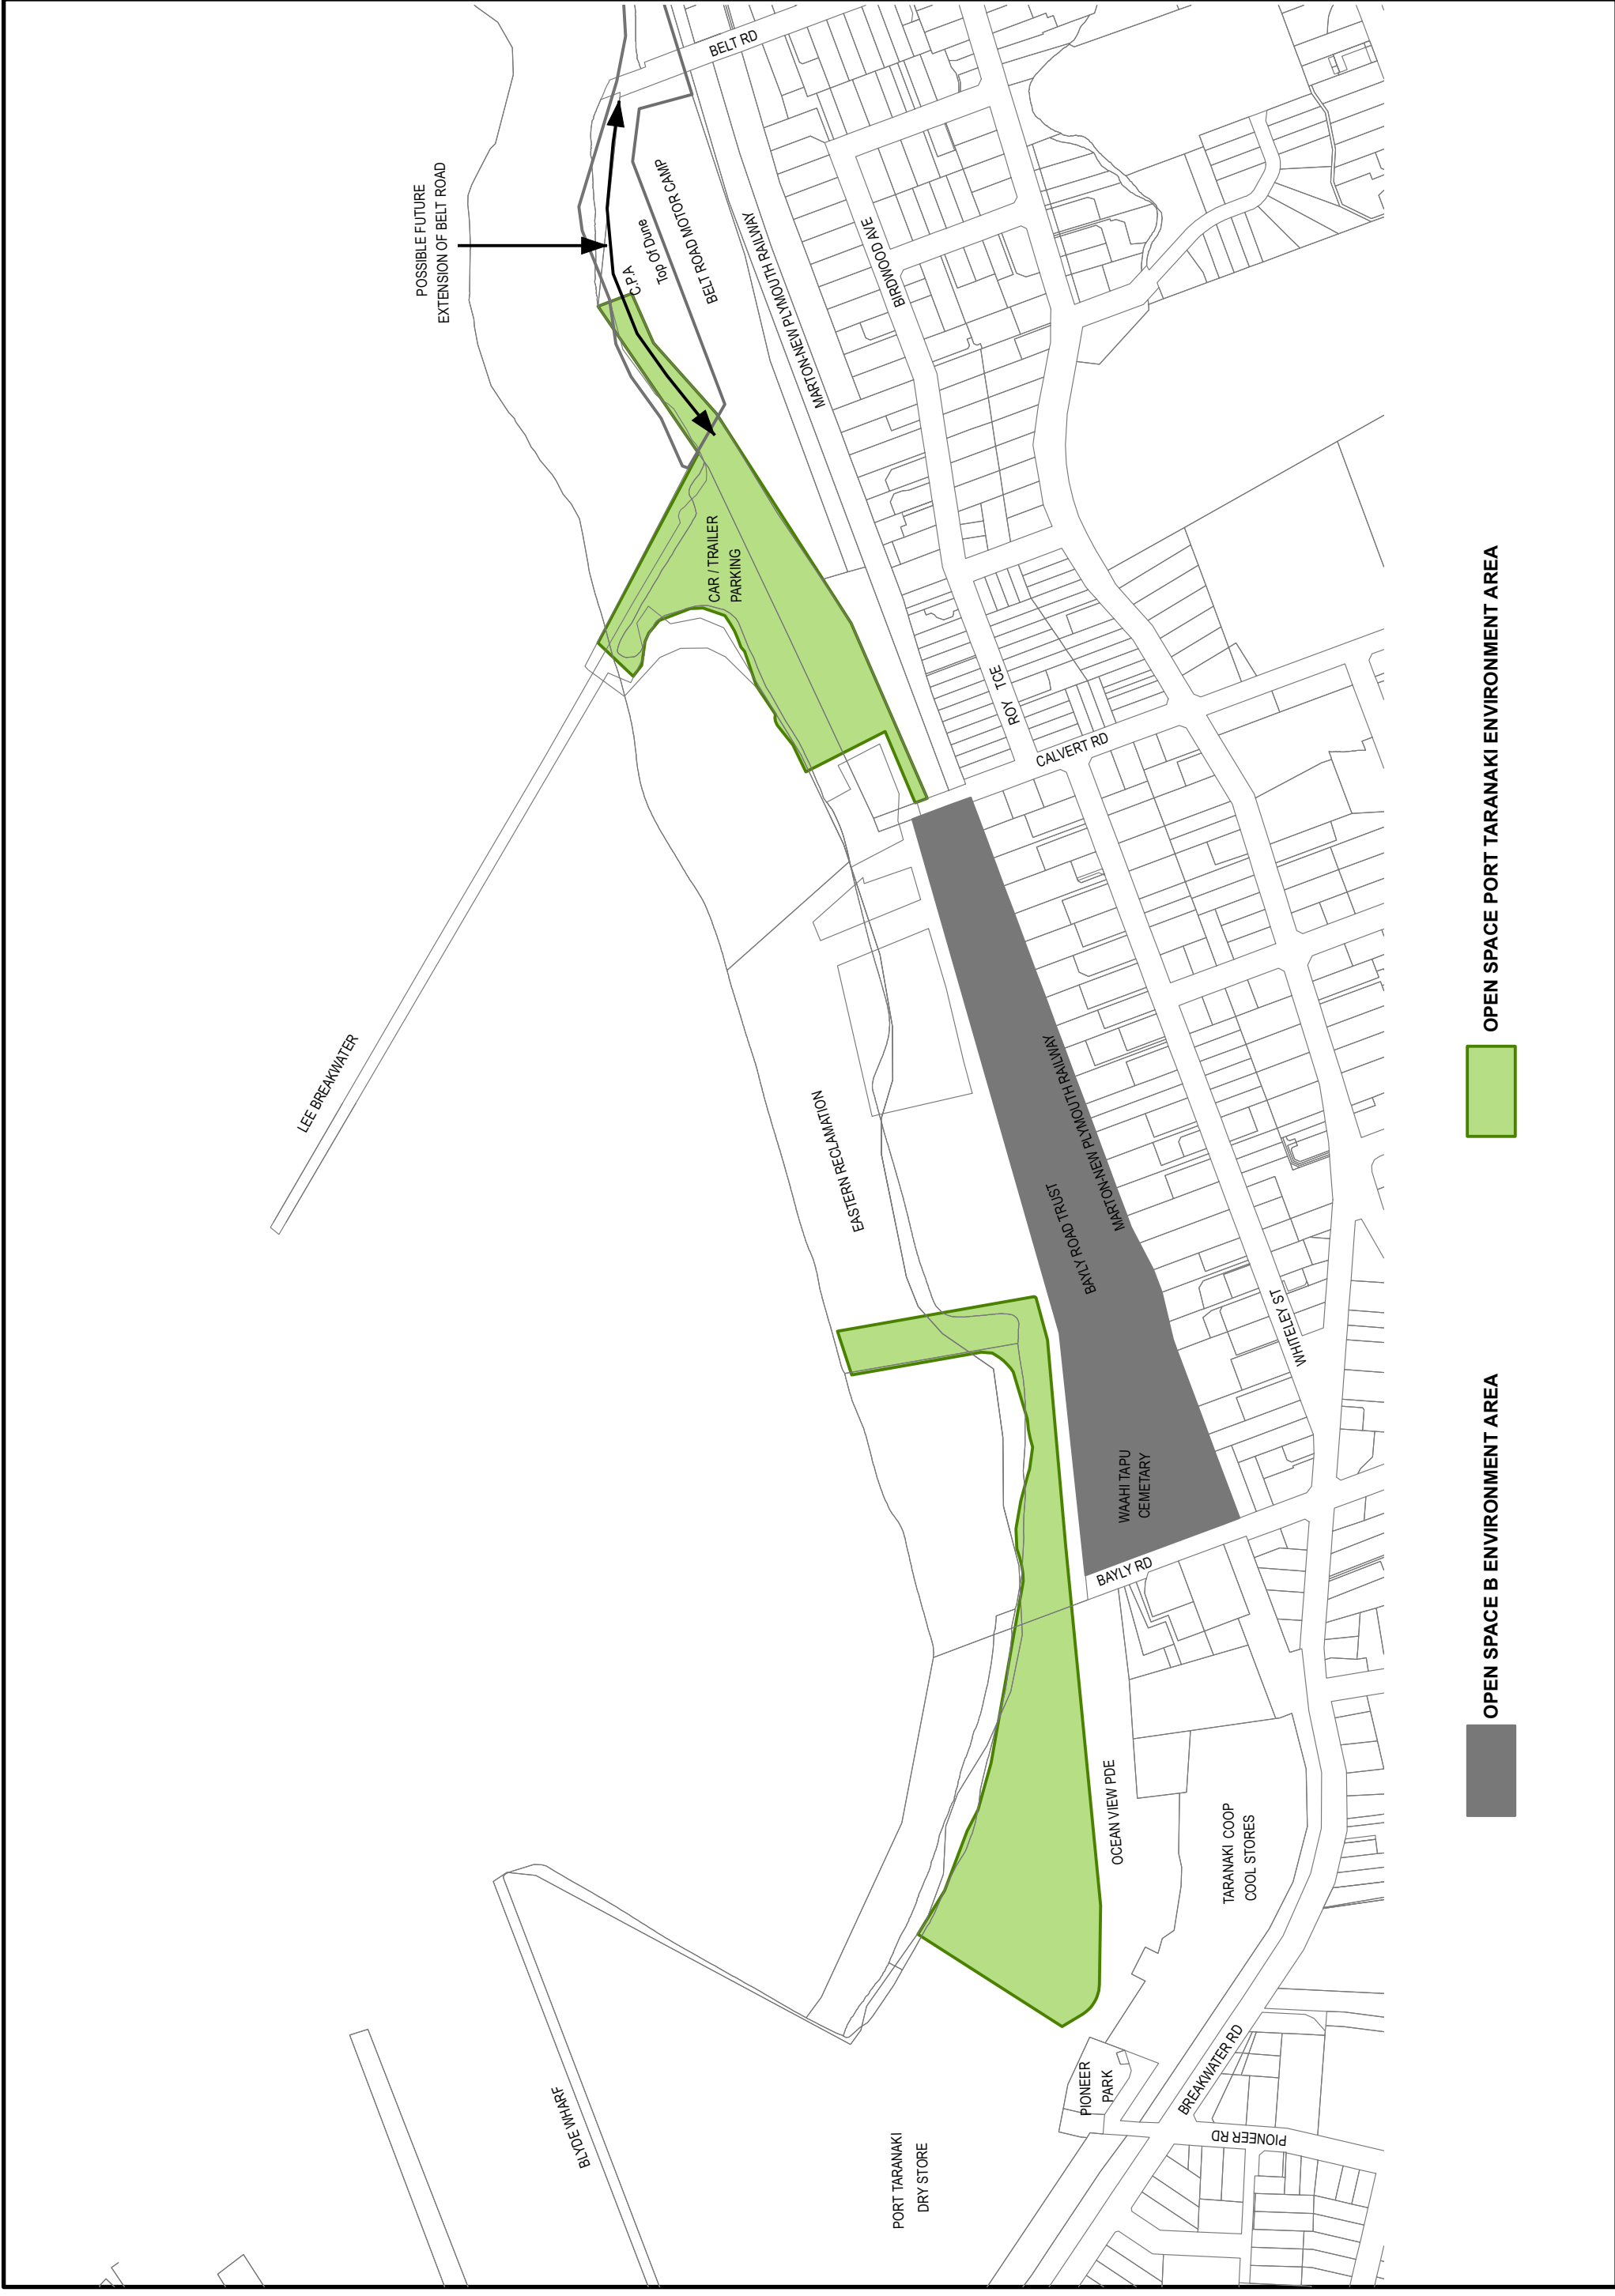 POSSIBLE FUTURE
EXTENSION OF BELT ROAD
BELT RD
C.P.A
Top Of Dune
BELT ROAD MOTOR CAMP
MARTON-NEW PLYMOUTH RAILWAY
BIRDWOOD AVE
CAR / TRAILER
PARKING
ROY TCE
CALVERT RD
LEE BREAKWATER
EASTERN RECLAMATION
MARTON-NEW PLYMOUTH RAILWAY
BAYLY ROAD TRUST
WHITELEY ST
WAAHI TAPU
CEMETARY
BAYLY RD
OCEAN VIEW PDE
TARANAKI COOP
COOL STORES
BLYDE WHARF
PORT TARANAKI
DRY STORE
PIONEER
PARK
BREAKWATER RD
PIONEER RD
OPEN SPACE B ENVIRONMENT AREA
OPEN SPACE PORT TARANAKI ENVIRONMENT AREA